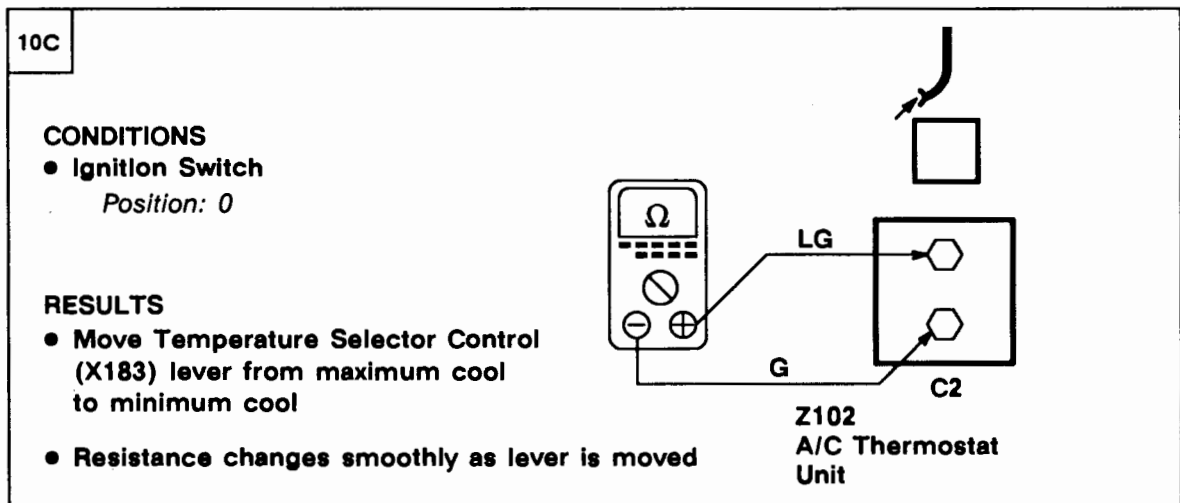 10C
CONDITIONS
● Ignition Switch
Position: 0
RESULTS
● Move Temperature Selector Control
(X183) lever from maximum cool
to minimum cool
● Resistance changes smoothly as lever is moved
Ω
LG
G
C2
Z102
A/C Thermostat
Unit